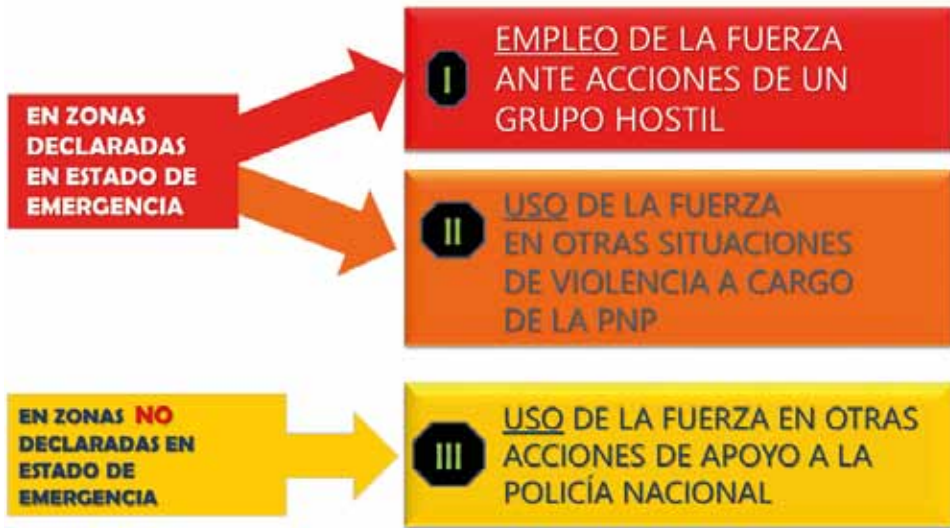 EN ZONAS
DECLARADAS
EN ESTADO DE
EMERGENCIA
I
EMPLEO DE LA FUERZA
ANTE ACCIONES DE UN
GRUPO HOSTIL
II
USO DE LA FUERZA
EN OTRAS SITUACIONES
DE VIOLENCIA A CARGO
DE LA PNP
EN ZONAS NO
DECLARADAS EN
ESTADO DE
EMERGENCIA
III
USO DE LA FUERZA EN OTRAS
ACCIONES DE APOYO A LA
POLICÍA NACIONAL